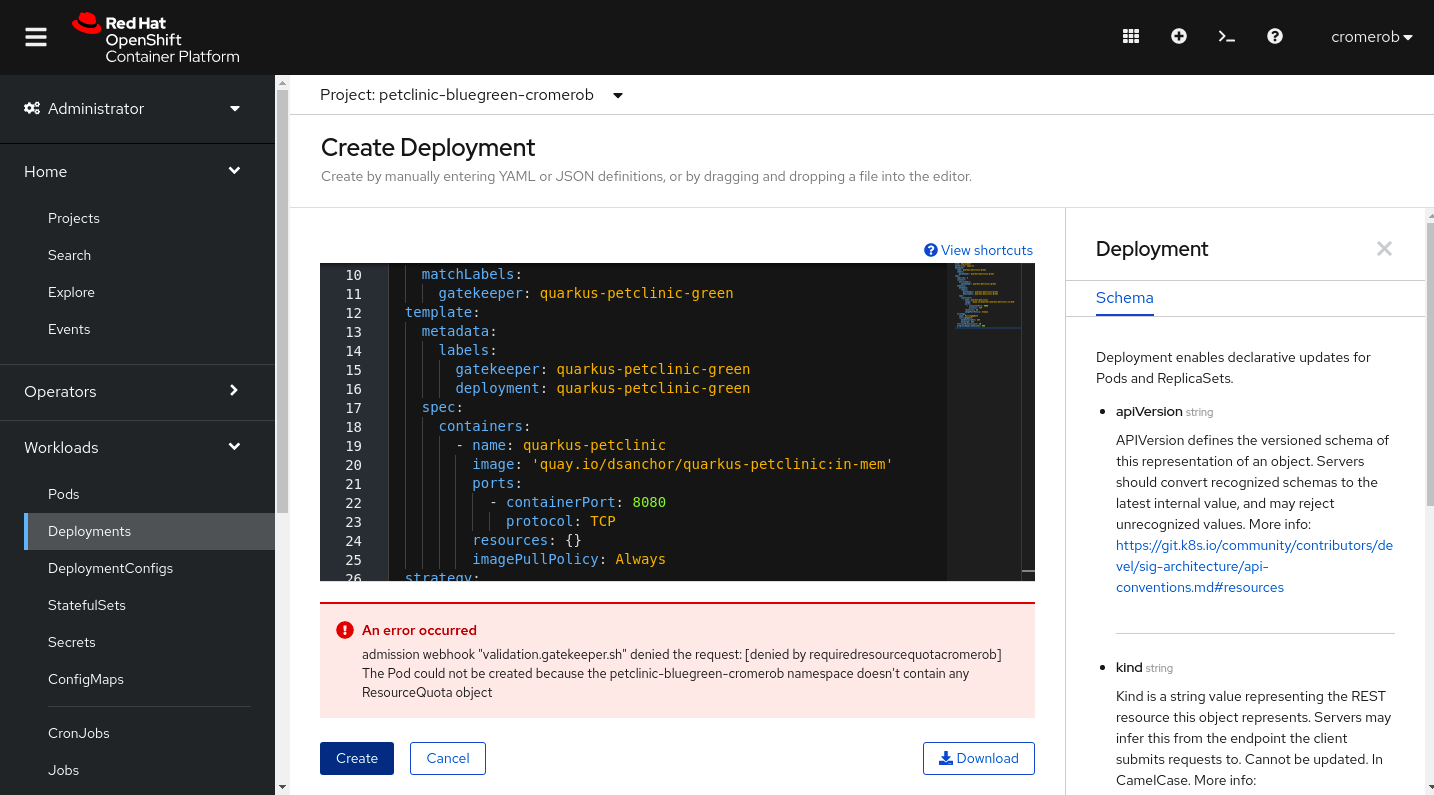 Red Hat
OpenShift
Container Platform
cromerob
Administrator
Home
Projects
Search
Explore
Events
Operators
Workloads
Pods
Deployments
DeploymentConfigs
StatefulSets
Secrets
ConfigMaps
CronJobs
Jobs
Project: petclinic-bluegreen-cromerob
Create Deployment
Create by manually entering YAML or JSON definitions, or by dragging and dropping a file into the editor.
View shortcuts
10 matchLabels:
11 gatekeeper: quarkus-petclinic-green
12 template:
13 metadata:
14 labels:
15 gatekeeper: quarkus-petclinic-green
16 deployment: quarkus-petclinic-green
17 spec:
18 containers:
19 - name: quarkus-petclinic
20 image: 'quay.io/dsanchor/quarkus-petclinic:in-mem'
21 ports:
22 - containerPort: 8080
23 protocol: TCP
24 resources: {}
25 imagePullPolicy: Always
26 strategy:
An error occurred
admission webhook "validation.gatekeeper.sh" denied the request: [denied by requiredresourcequotacromerob]
The Pod could not be created because the petclinic-bluegreen-cromerob namespace doesn't contain any
ResourceQuota object
Create
Cancel
Download
Deployment
Schema
Deployment enables declarative updates for
Pods and ReplicaSets.
apiVersion string
APIVersion defines the versioned schema of
this representation of an object. Servers
should convert recognized schemas to the
latest internal value, and may reject
unrecognized values. More info:
https://git.k8s.io/community/contributors/de
vel/sig-architecture/api-
conventions.md#resources
kind string
Kind is a string value representing the REST
resource this object represents. Servers may
infer this from the endpoint the client
submits requests to. Cannot be updated. In
CamelCase. More info: